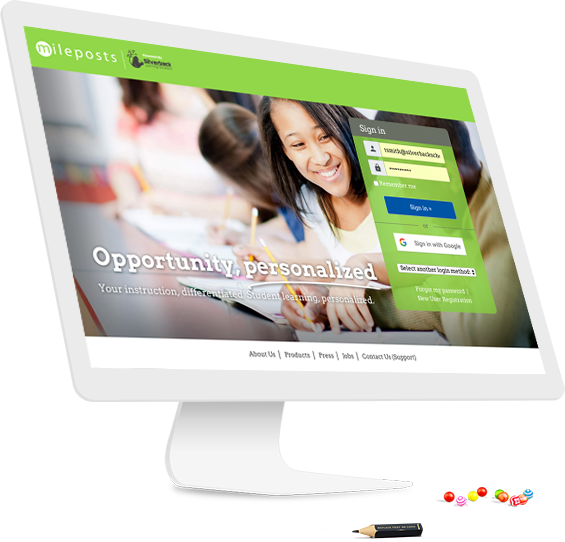 mileposts
Silverback
Sign in
rsmith@silverbacksch
Remember me
Sign in »
or
Sign in with Google
Select another login method:
Forgot my password |
New User Registration
Opportunity, personalized
Your instruction, differentiated. Student learning, personalized.
About Us | Products | Press | Jobs | Contact Us (Support)